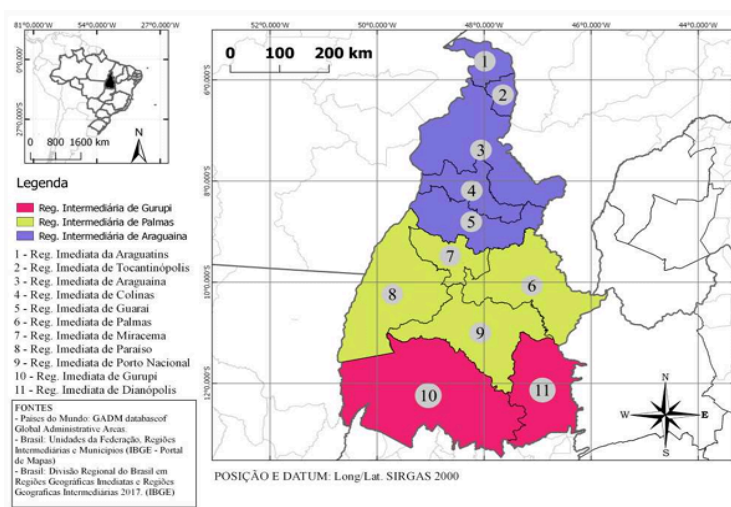 81°0.000'W 54°0.000'W 27°0.000'W
0°0.000'
27°0.000'S
0 800 1600 km
N
52°0.000'W 50°0.000'W 48°0.000'W 46°0.000'W 44°0.000'W
0 100 200 km
6°0.000'S
8°0.000'S
10°0.000'S
12°0.000'S
1
2
3
4
5
7
6
8
9
10
11
Legenda
Reg. Intermediária de Gurupi
Reg. Intermediária de Palmas
Reg. Intermediária de Araguaina
1 - Reg. Imediata da Araguatins
2 - Reg. Imediata de Tocantinópolis
3 - Reg. Imediata de Araguaina
4 - Reg. Imediata de Colinas
5 - Reg. Imediata de Guaraí
6 - Reg. Imediata de Palmas
7 - Reg. Imediata de Miracema
8 - Reg. Imediata de Paraíso
9 - Reg. Imediata de Porto Nacional
10 - Reg. Imediata de Gurupi
11 - Reg. Imediata de Dianópolis
FONTES
- Paises do Mundo: GADM databaseof
Global Administrative Areas.
- Brasil: Unidades da Federação, Regiões
Intermediárias e Municípios (IBGE - Portal
de Mapas)
- Brasil: Divisão Regional do Brasil em
Regiões Geográficas Imediatas e Regiões
Geograficas Intermediárias 2017. (IBGE)
N
W E
S
POSIÇÃO E DATUM: Long/Lat. SIRGAS 2000